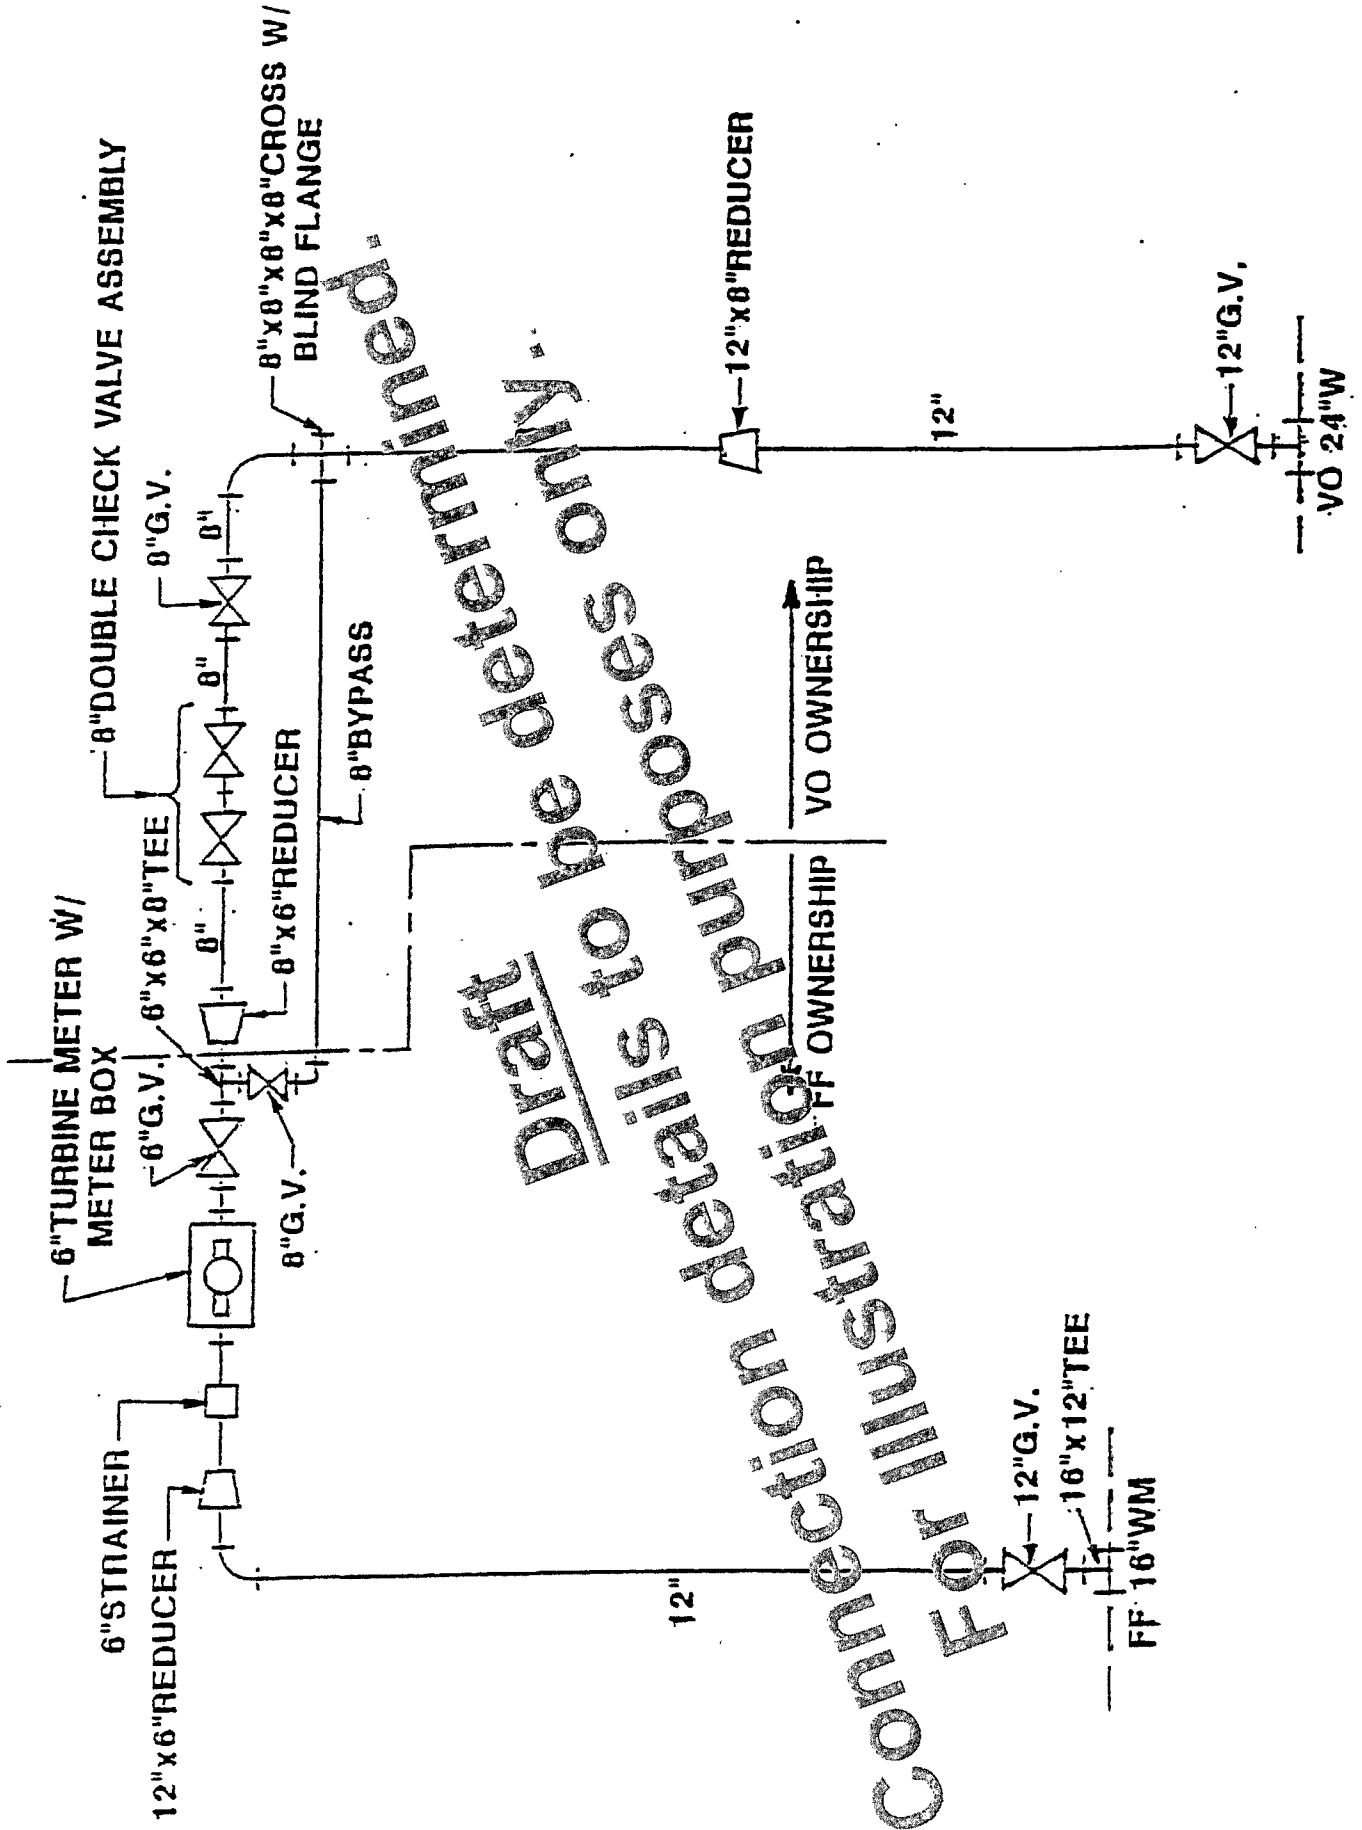 6"STRAINER
12"x6"REDUCER
6"TURBINE METER W/
METER BOX
6"G.V.
6"x6"x8"TEE
8"DOUBLE CHECK VALVE ASSEMBLY
8"G.V.
8"
8"
8"
8"x8"x8"x8"CROSS W/
BLIND FLANGE
8"G.V.
8"x6"REDUCER
8"BYPASS
Draft
Connection details to be determined.
For illustration purposes only.
12"
12"x8"REDUCER
12"
FF OWNERSHIP
VO OWNERSHIP
12"G.V.
16"x12"TEE
FF 16"WM
12"G.V.
VO 24"W